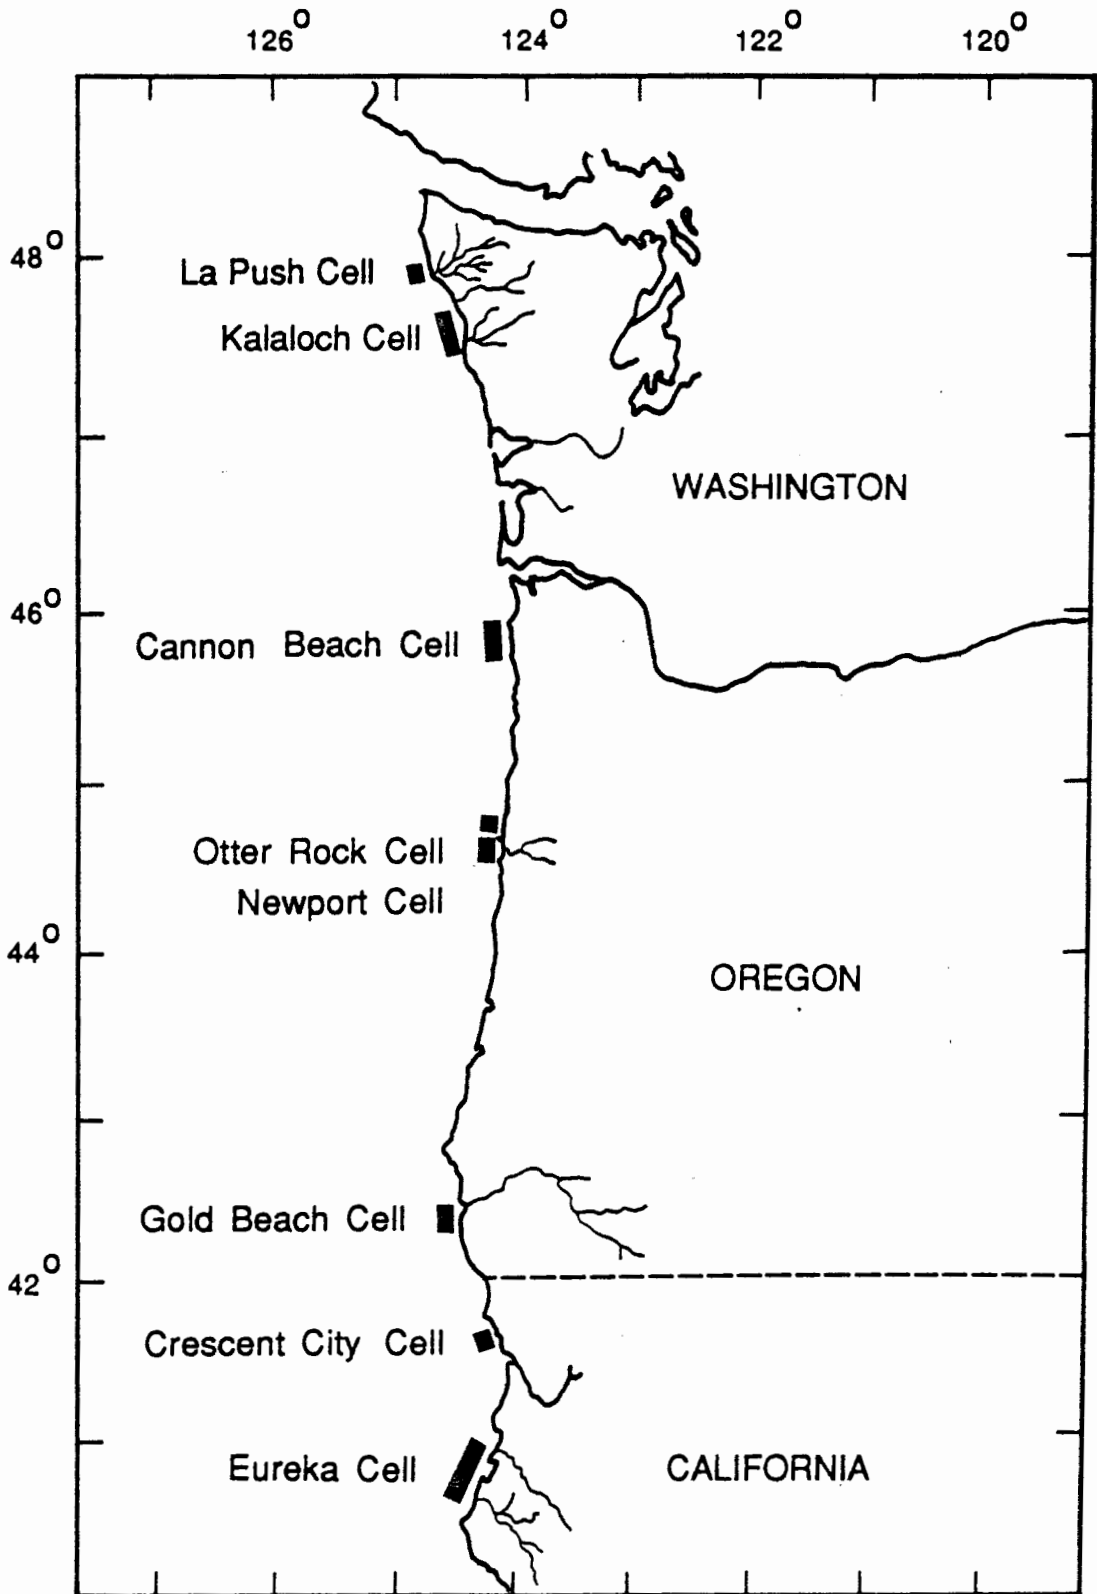 126° 124° 122° 120°
48°
La Push Cell
Kalaloch Cell
WASHINGTON
46°
Cannon Beach Cell
Otter Rock Cell
Newport Cell
44°
OREGON
Gold Beach Cell
42°
Crescent City Cell
Eureka Cell
CALIFORNIA